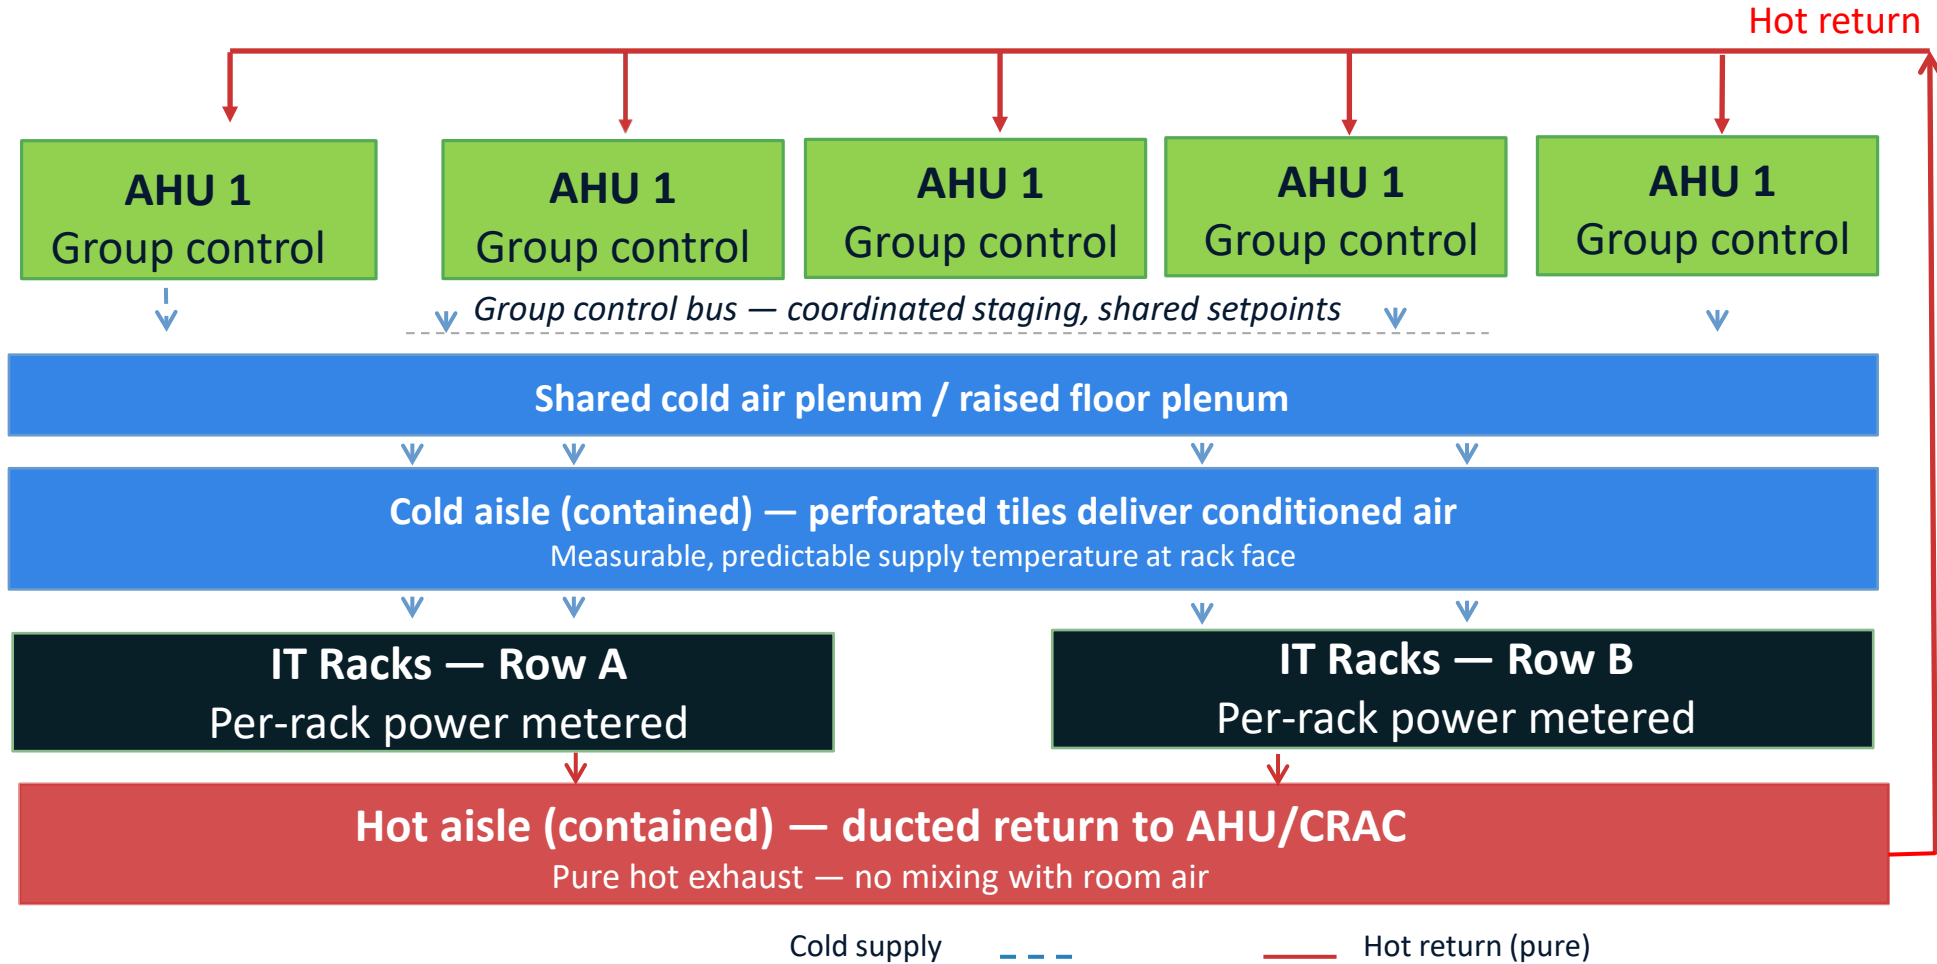 Hot return
AHU 1
Group control
AHU 1
Group control
AHU 1
Group control
AHU 1
Group control
AHU 1
Group control
Group control bus — coordinated staging, shared setpoints
Shared cold air plenum / raised floor plenum
Cold aisle (contained) — perforated tiles deliver conditioned air
Measurable, predictable supply temperature at rack face
IT Racks — Row A
Per-rack power metered
IT Racks — Row B
Per-rack power metered
Hot aisle (contained) — ducted return to AHU/CRAC
Pure hot exhaust — no mixing with room air
Cold supply
Hot return (pure)